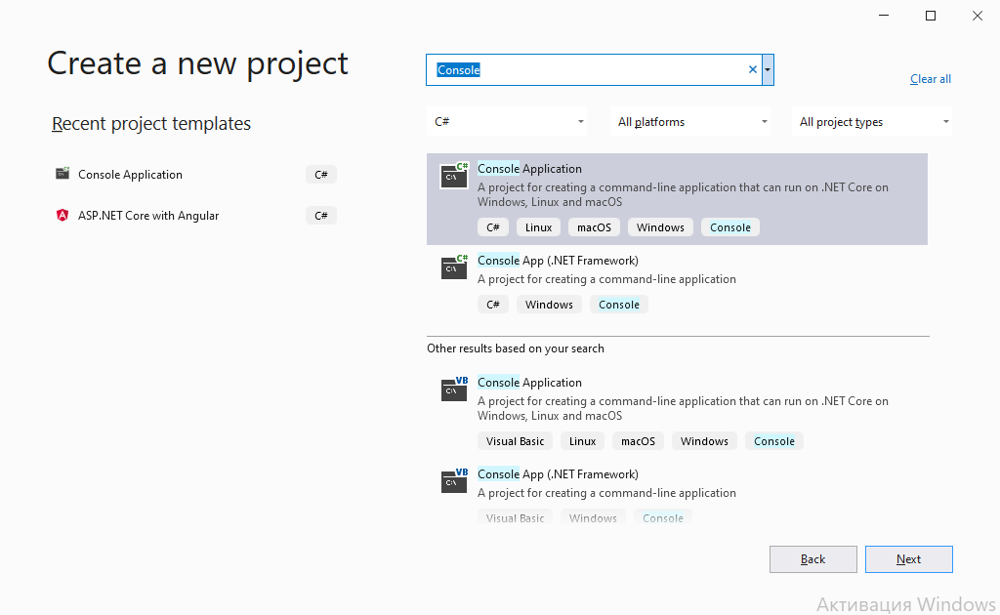 Create a new project
Console
Clear all
Recent project templates
Console Application C#
ASP.NET Core with Angular C#
C# All platforms All project types
C#
C:\
Console Application
A project for creating a command-line application that can run on .NET Core on
Windows, Linux and macOS
C# Linux macOS Windows Console
C#
C:\
Console App (.NET Framework)
A project for creating a command-line application
C# Windows Console
Other results based on your search
VB
C:\
Console Application
A project for creating a command-line application that can run on .NET Core on
Windows, Linux and macOS
Visual Basic Linux macOS Windows Console
VB
C:\
Console App (.NET Framework)
A project for creating a command-line application
Visual Basic Windows Console
Back Next
Активация Windows